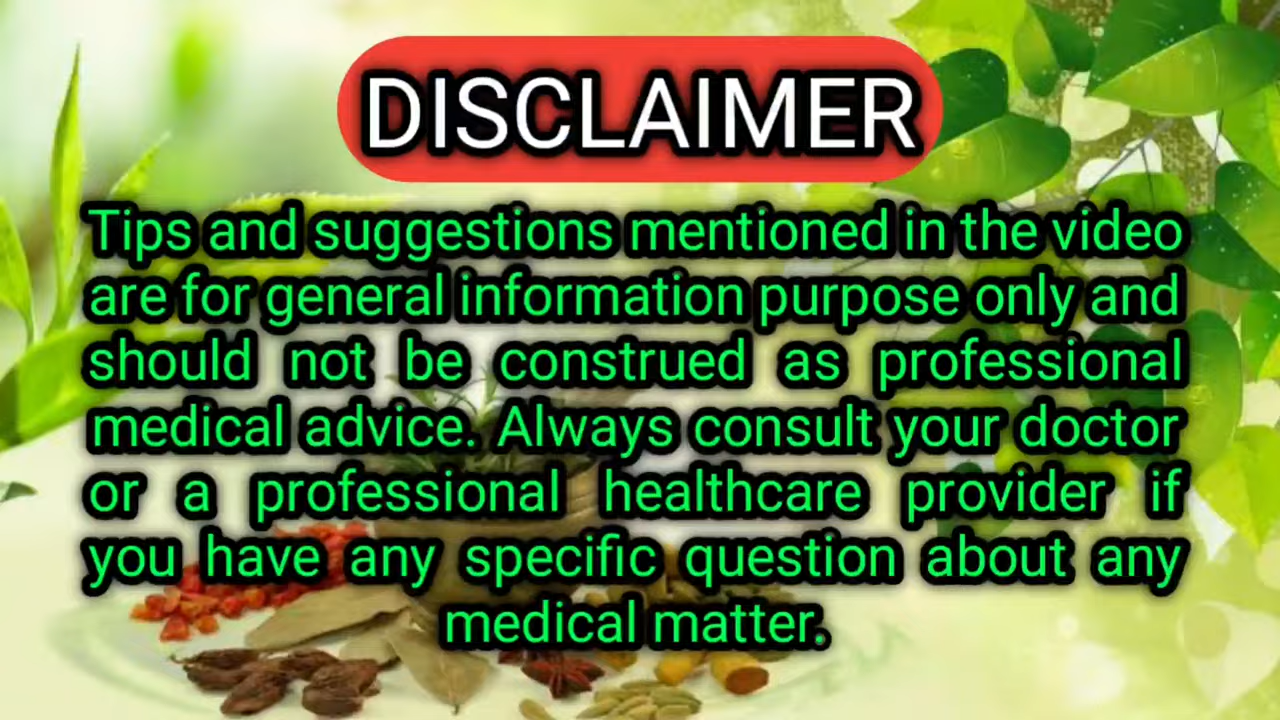 DISCLAIMER
Tips and suggestions mentioned in the video
are for general information purpose only and
should not be construed as professional
medical advice. Always consult your doctor
or a professional healthcare provider if
you have any specific question about any
medical matter.